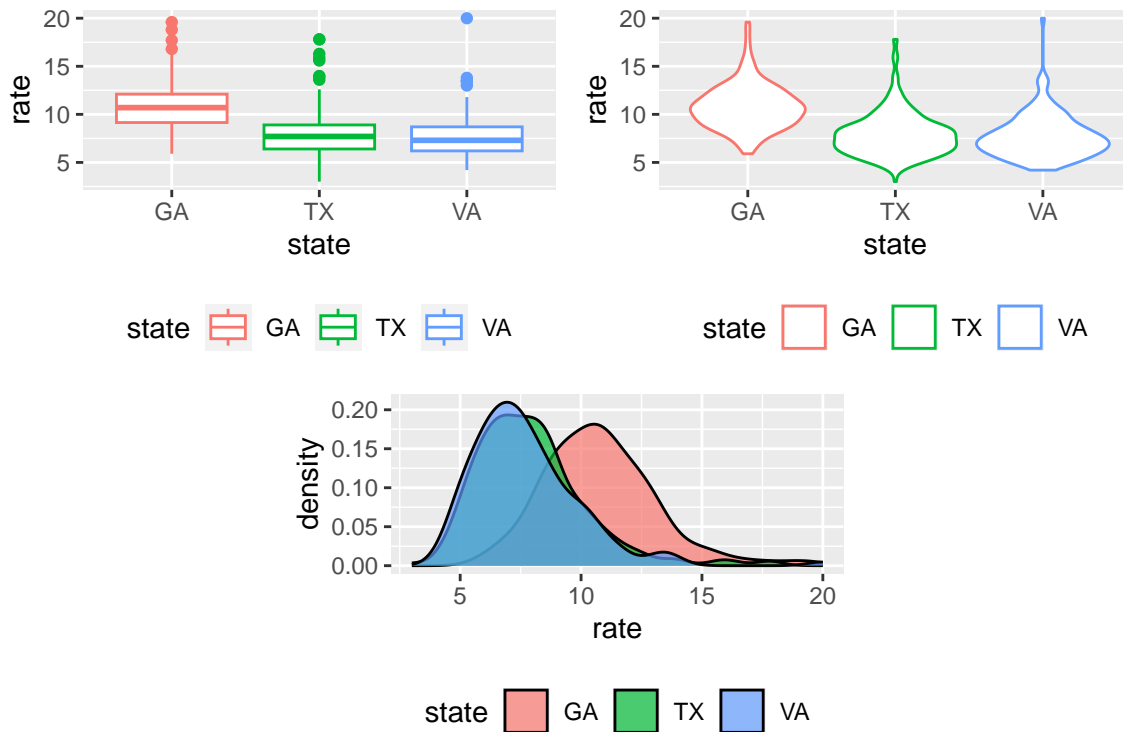 20
15
10
5
rate
GA TX VA
state
state GA TX VA
20
15
10
5
rate
GA TX VA
state
state GA TX VA
0.20
0.15
0.10
0.05
0.00
density
5 10 15 20
rate
state GA TX VA